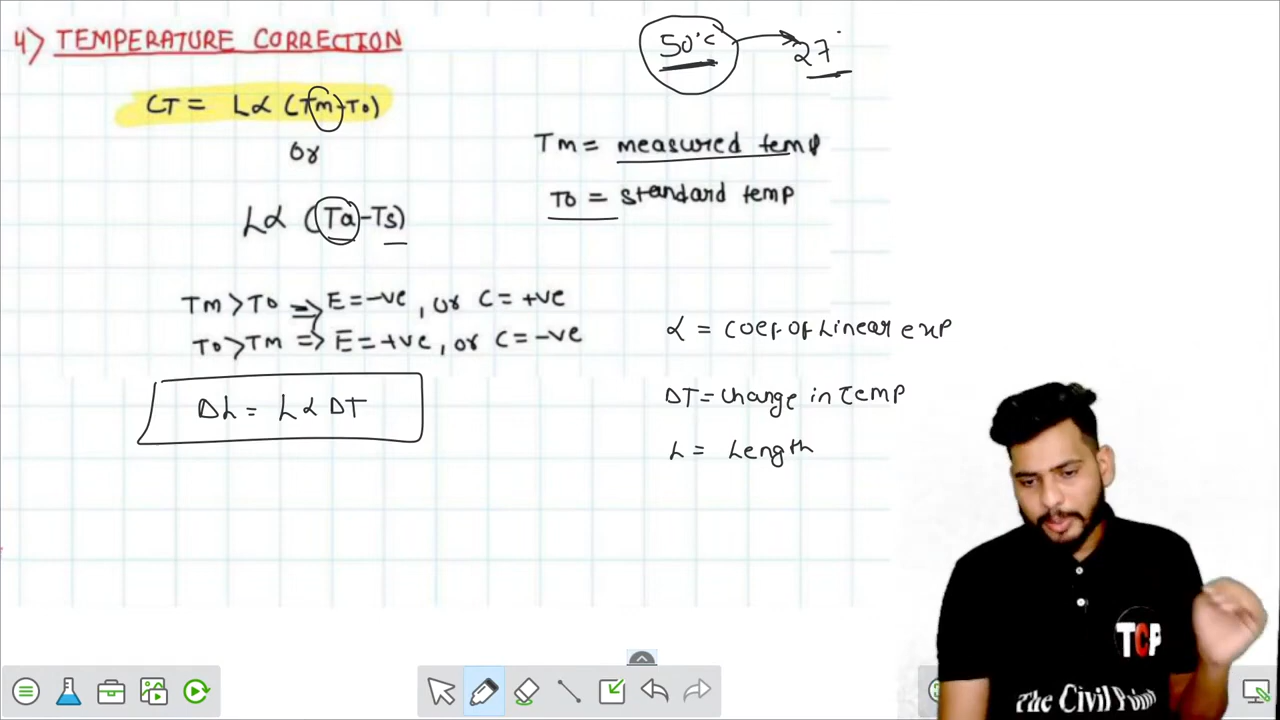 4) TEMPERATURE CORRECTION
50°C → 27°
CT = Lα (Tm-To)
Or
Lα (Ta-Ts)
Tm = measured temp
To = standard temp
Tm > To ⇒ E = -ve, or C = +ve
To > Tm ⇒ E = +ve, or C = -ve
ΔL = Lα ΔT
α = Coef of Linear exp
ΔT = Change in Temp
L = Length
TCP
The Civil Point